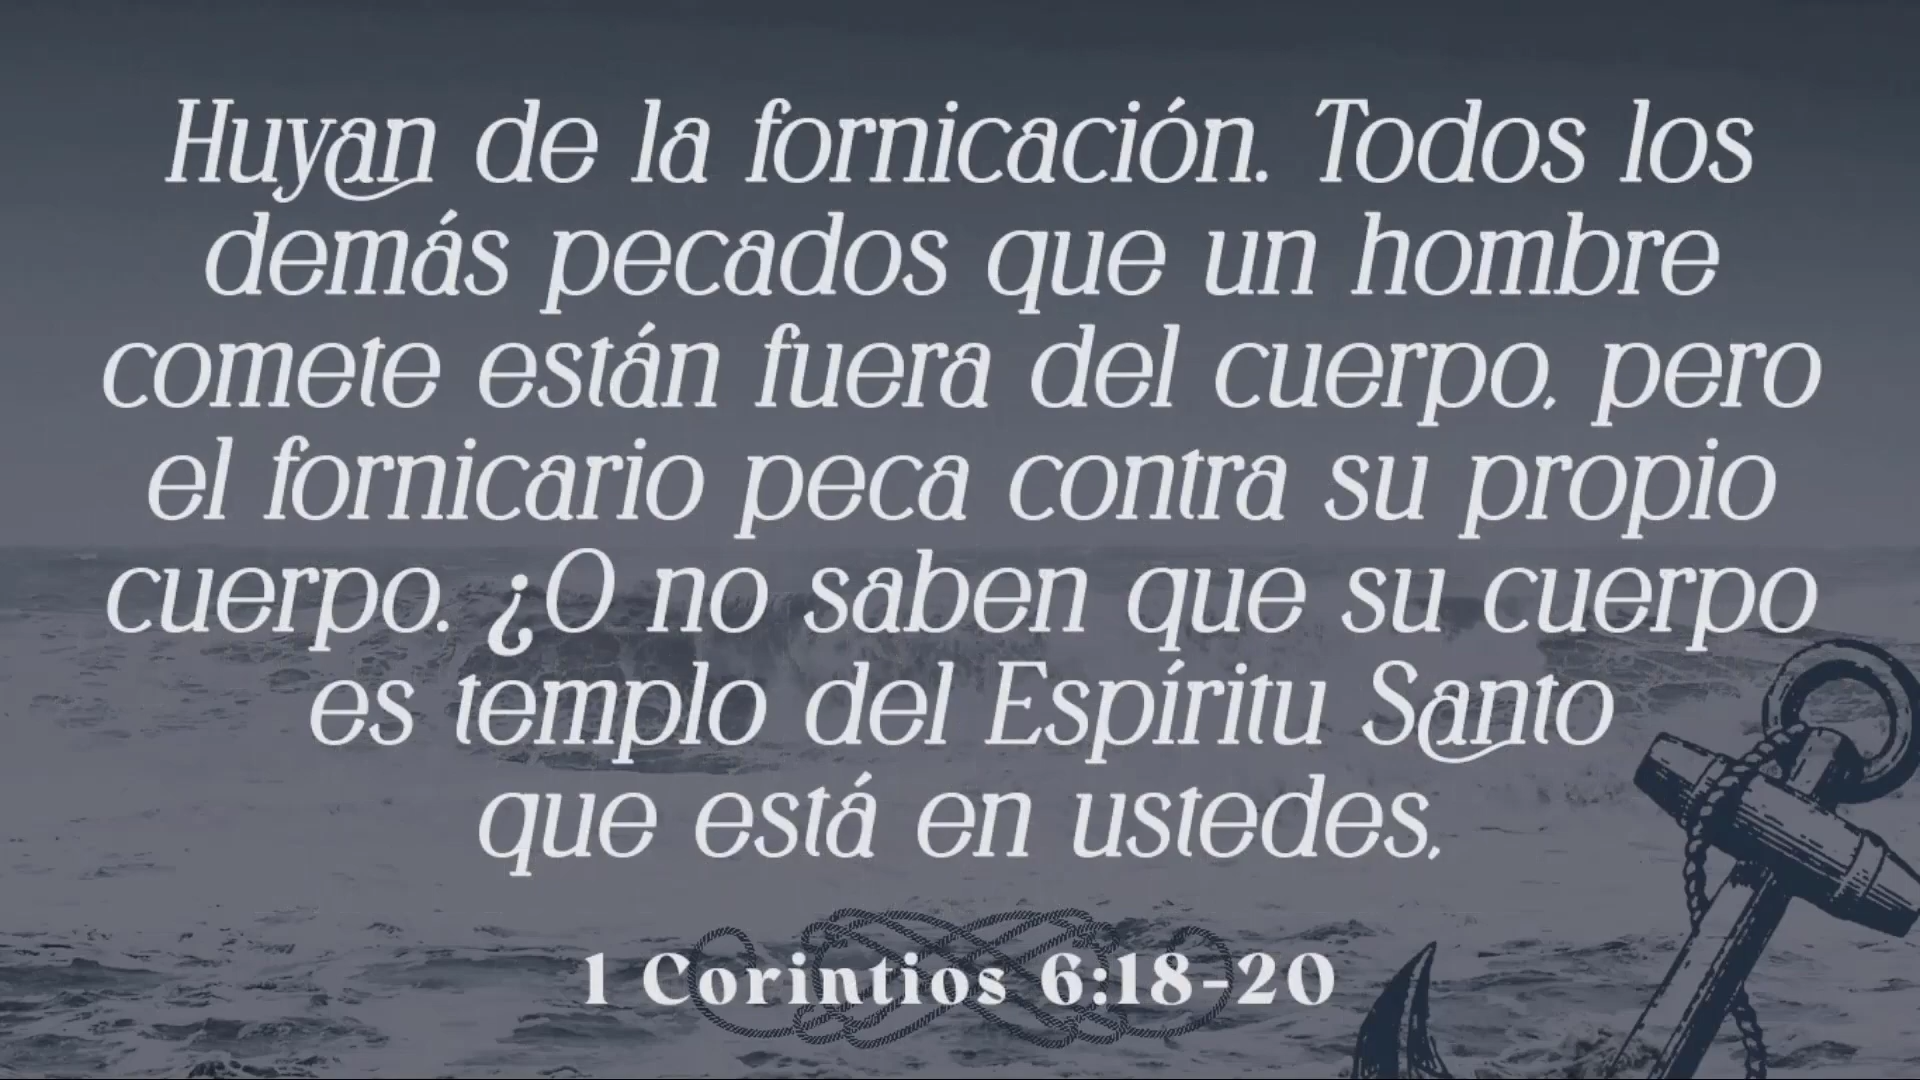 Huyan de la fornicación. Todos los
demás pecados que un hombre
comete están fuera del cuerpo, pero
el fornicario peca contra su propio
cuerpo. ¿O no saben que su cuerpo
es templo del Espíritu Santo
que está en ustedes,
1 Corintios 6:18-20